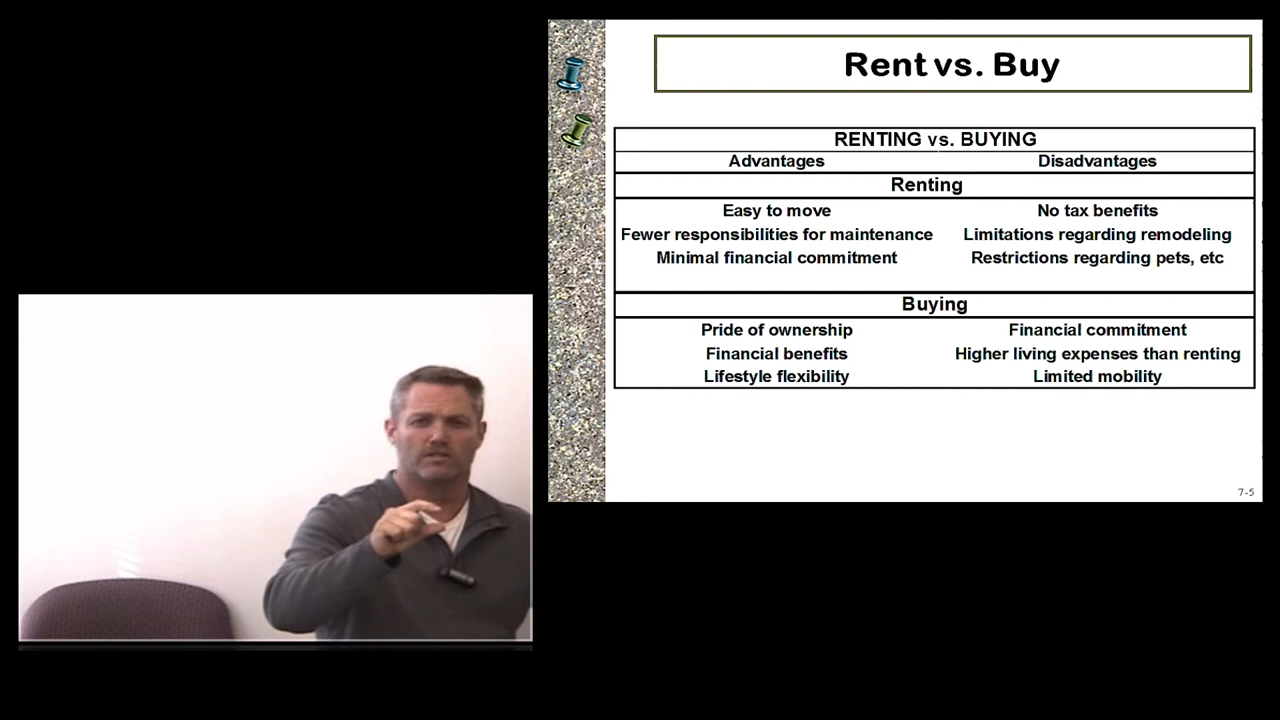 Rent vs. Buy
RENTING vs. BUYING
Advantages Disadvantages
Renting
Easy to move No tax benefits
Fewer responsibilities for maintenance Limitations regarding remodeling
Minimal financial commitment Restrictions regarding pets, etc
Buying
Pride of ownership Financial commitment
Financial benefits Higher living expenses than renting
Lifestyle flexibility Limited mobility
7-5